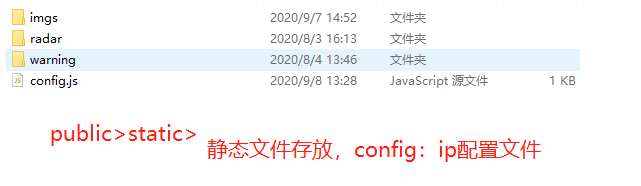 imgs 2020/9/7 14:52 文件夹
radar 2020/8/3 16:13 文件夹
warning 2020/8/4 13:46 文件夹
config.js 2020/9/8 13:28 JavaScript 源文件 1 KB
public>static> 静态文件存放，config：ip配置文件